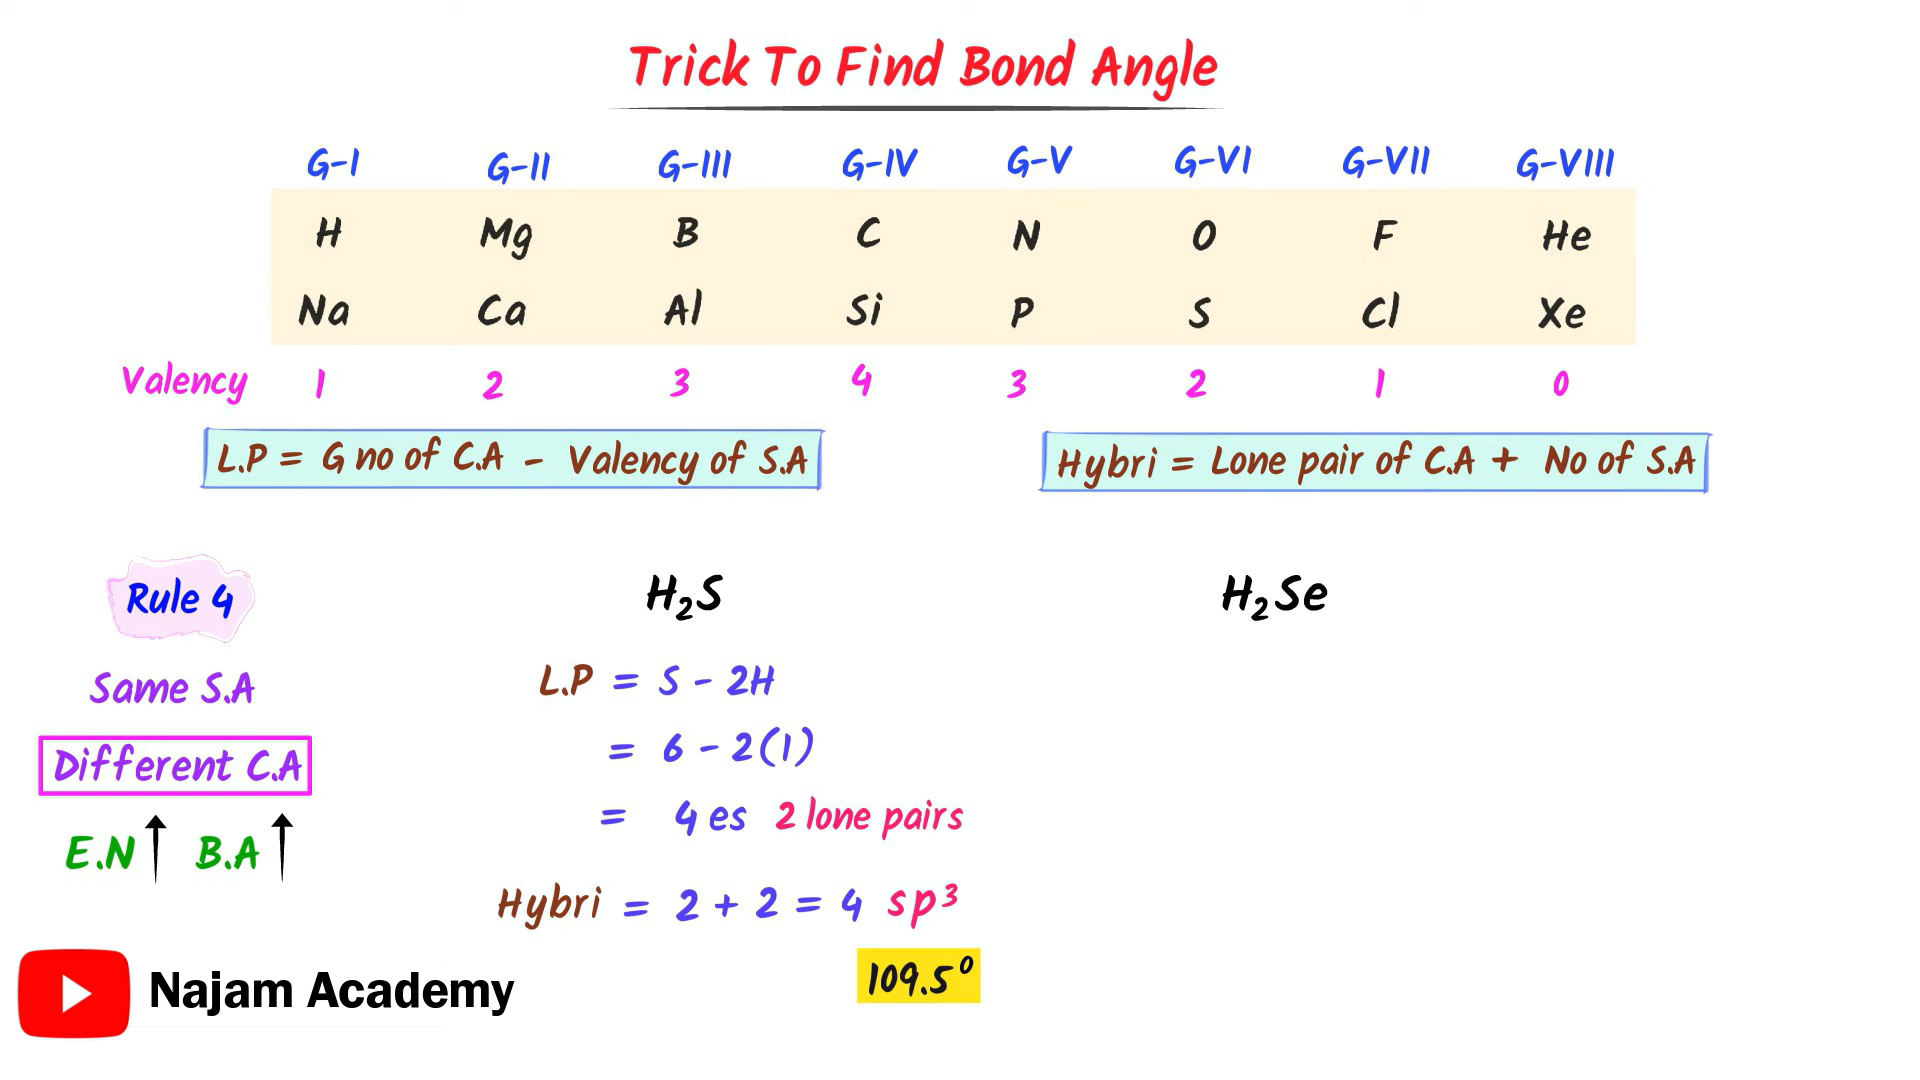 Trick To Find Bond Angle
G-I G-II G-III G-IV G-V G-VI G-VII G-VIII
H Mg B C N O F He
Na Ca Al Si P S Cl Xe
Valency 1 2 3 4 3 2 1 0
L.P = G no of C.A - Valency of S.A
Hybri = Lone pair of C.A + No of S.A
Rule 4
Same S.A
Different C.A
E.N↑ B.A↑
H₂S
L.P = S - 2H
= 6 - 2(1)
= 4 es 2 lone pairs
Hybri = 2 + 2 = 4 sp³
109.5⁰
H₂Se
Najam Academy